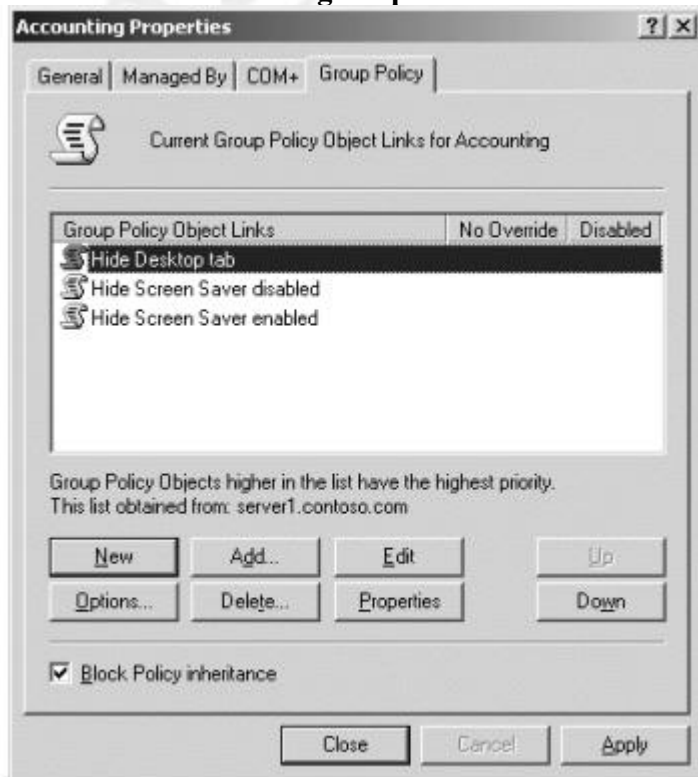 Accounting Properties
General Managed By COM+ Group Policy
Current Group Policy Object Links for Accounting
Group Policy Object Links No Override Disabled
Hide Desktop tab
Hide Screen Saver disabled
Hide Screen Saver enabled
Group Policy Objects higher in the list have the highest priority.
This list obtained from: server1.contoso.com
New Add... Edit Up
Options... Delete... Properties Down
Block Policy inheritance
Close Cancel Apply